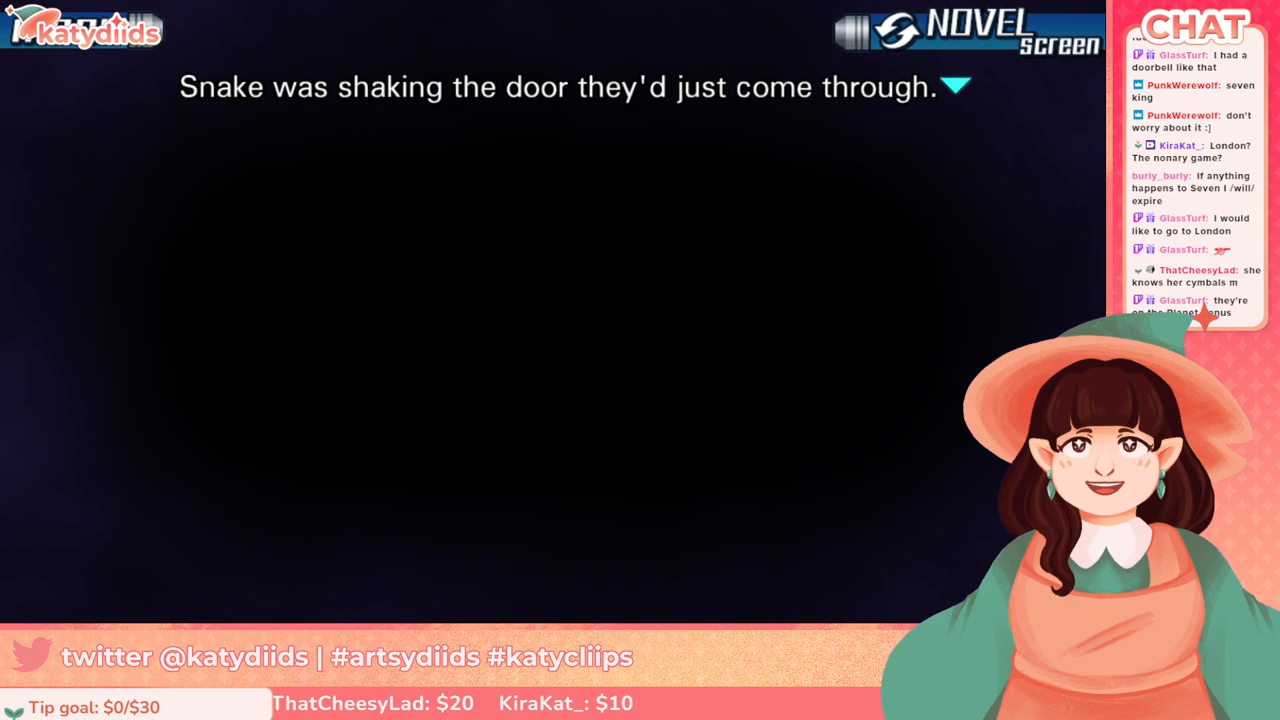 katydiids
NOVEL
screen
CHAT
Snake was shaking the door they'd just come through.
GlassTurf: I had a
doorbell like that
PunkWerewolf: seven
king
PunkWerewolf: don't
worry about it :]
KiraKat_: London?
The nonary game?
burly_burly: If anything
happens to Seven I /will/
expire
GlassTurf: I would
like to go to London
GlassTurf:
ThatCheesyLad: she
knows her cymbals m
GlassTurf: they're
on the Planet
twitter @katydiids | #artsydiids #katycliips
Tip goal: $0/$30
ThatCheesyLad: $20 KiraKat_: $10